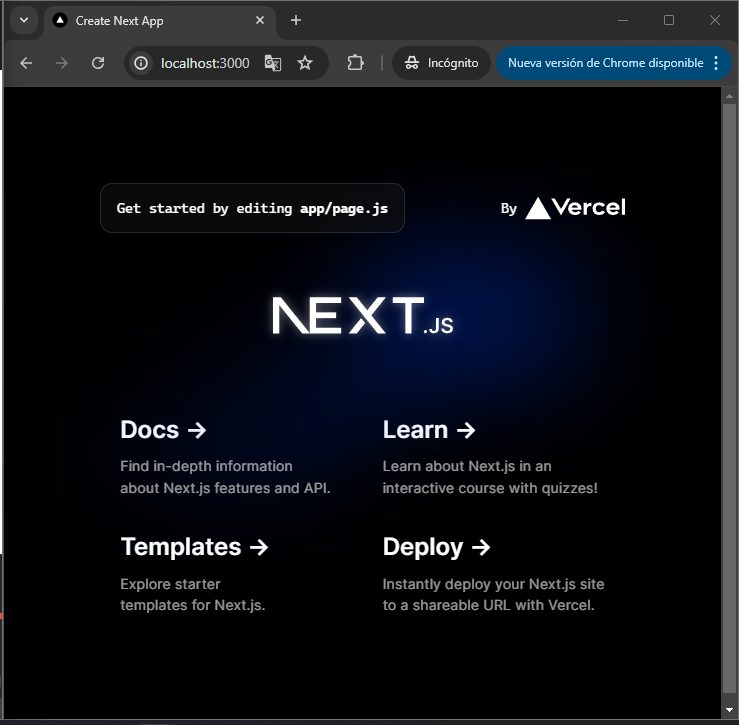 Create Next App
localhost:3000
Incógnito
Nueva versión de Chrome disponible
Get started by editing app/page.js
By Vercel
NEXT.JS
Docs ->
Learn ->
Find in-depth information
about Next.js features and API.
Learn about Next.js in an
interactive course with quizzes!
Templates ->
Deploy ->
Explore starter
templates for Next.js.
Instantly deploy your Next.js site
to a shareable URL with Vercel.